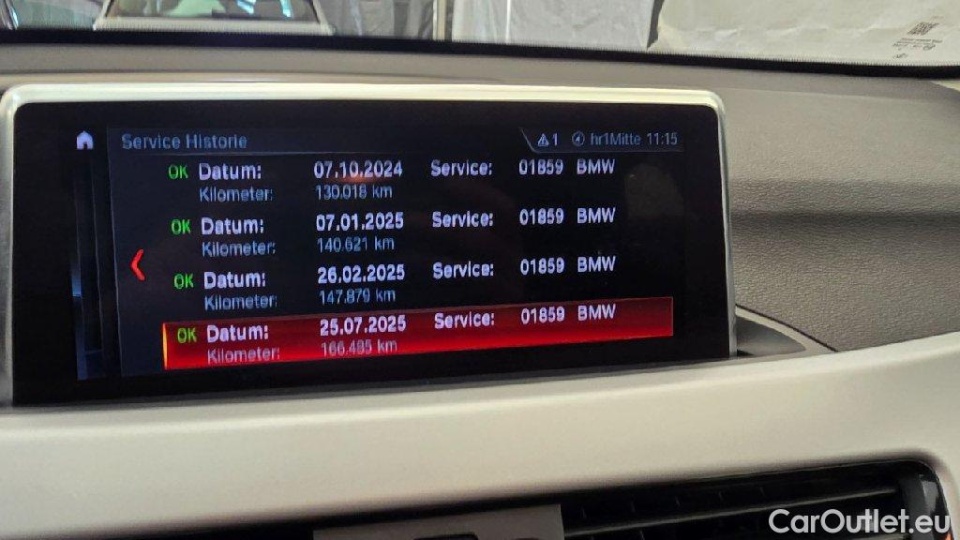 Service Historie
1 hr1Mitte 11:15
OK Datum: 07.10.2024 Service: 01859 BMW
Kilometer: 130.018 km
OK Datum: 07.01.2025 Service: 01859 BMW
Kilometer: 140.621 km
OK Datum: 26.02.2025 Service: 01859 BMW
Kilometer: 147.879 km
OK Datum: 25.07.2025 Service: 01859 BMW
Kilometer: 166.485 km
CarOutlet.eu